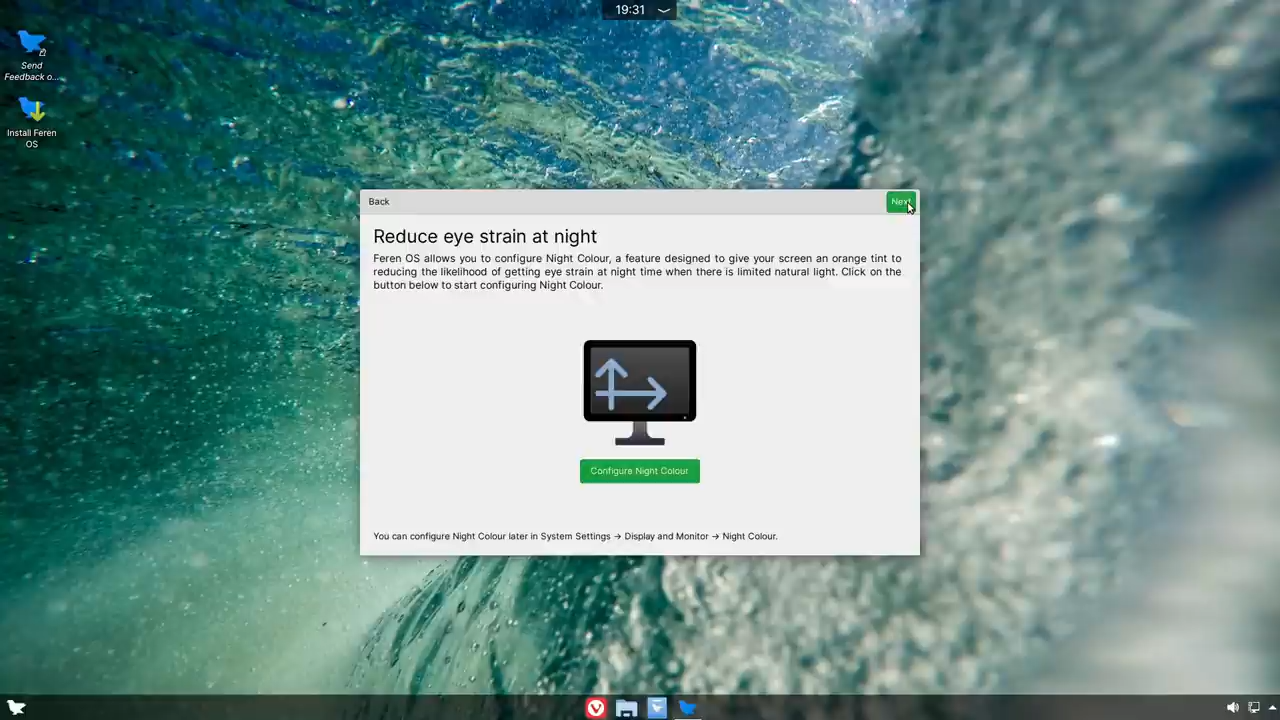 19:31
Send
Feedback o...
Install Feren
OS
Back
Next
Reduce eye strain at night
Feren OS allows you to configure Night Colour, a feature designed to give your screen an orange tint to
reducing the likelihood of getting eye strain at night time when there is limited natural light. Click on the
button below to start configuring Night Colour.
Configure Night Colour
You can configure Night Colour later in System Settings → Display and Monitor → Night Colour.